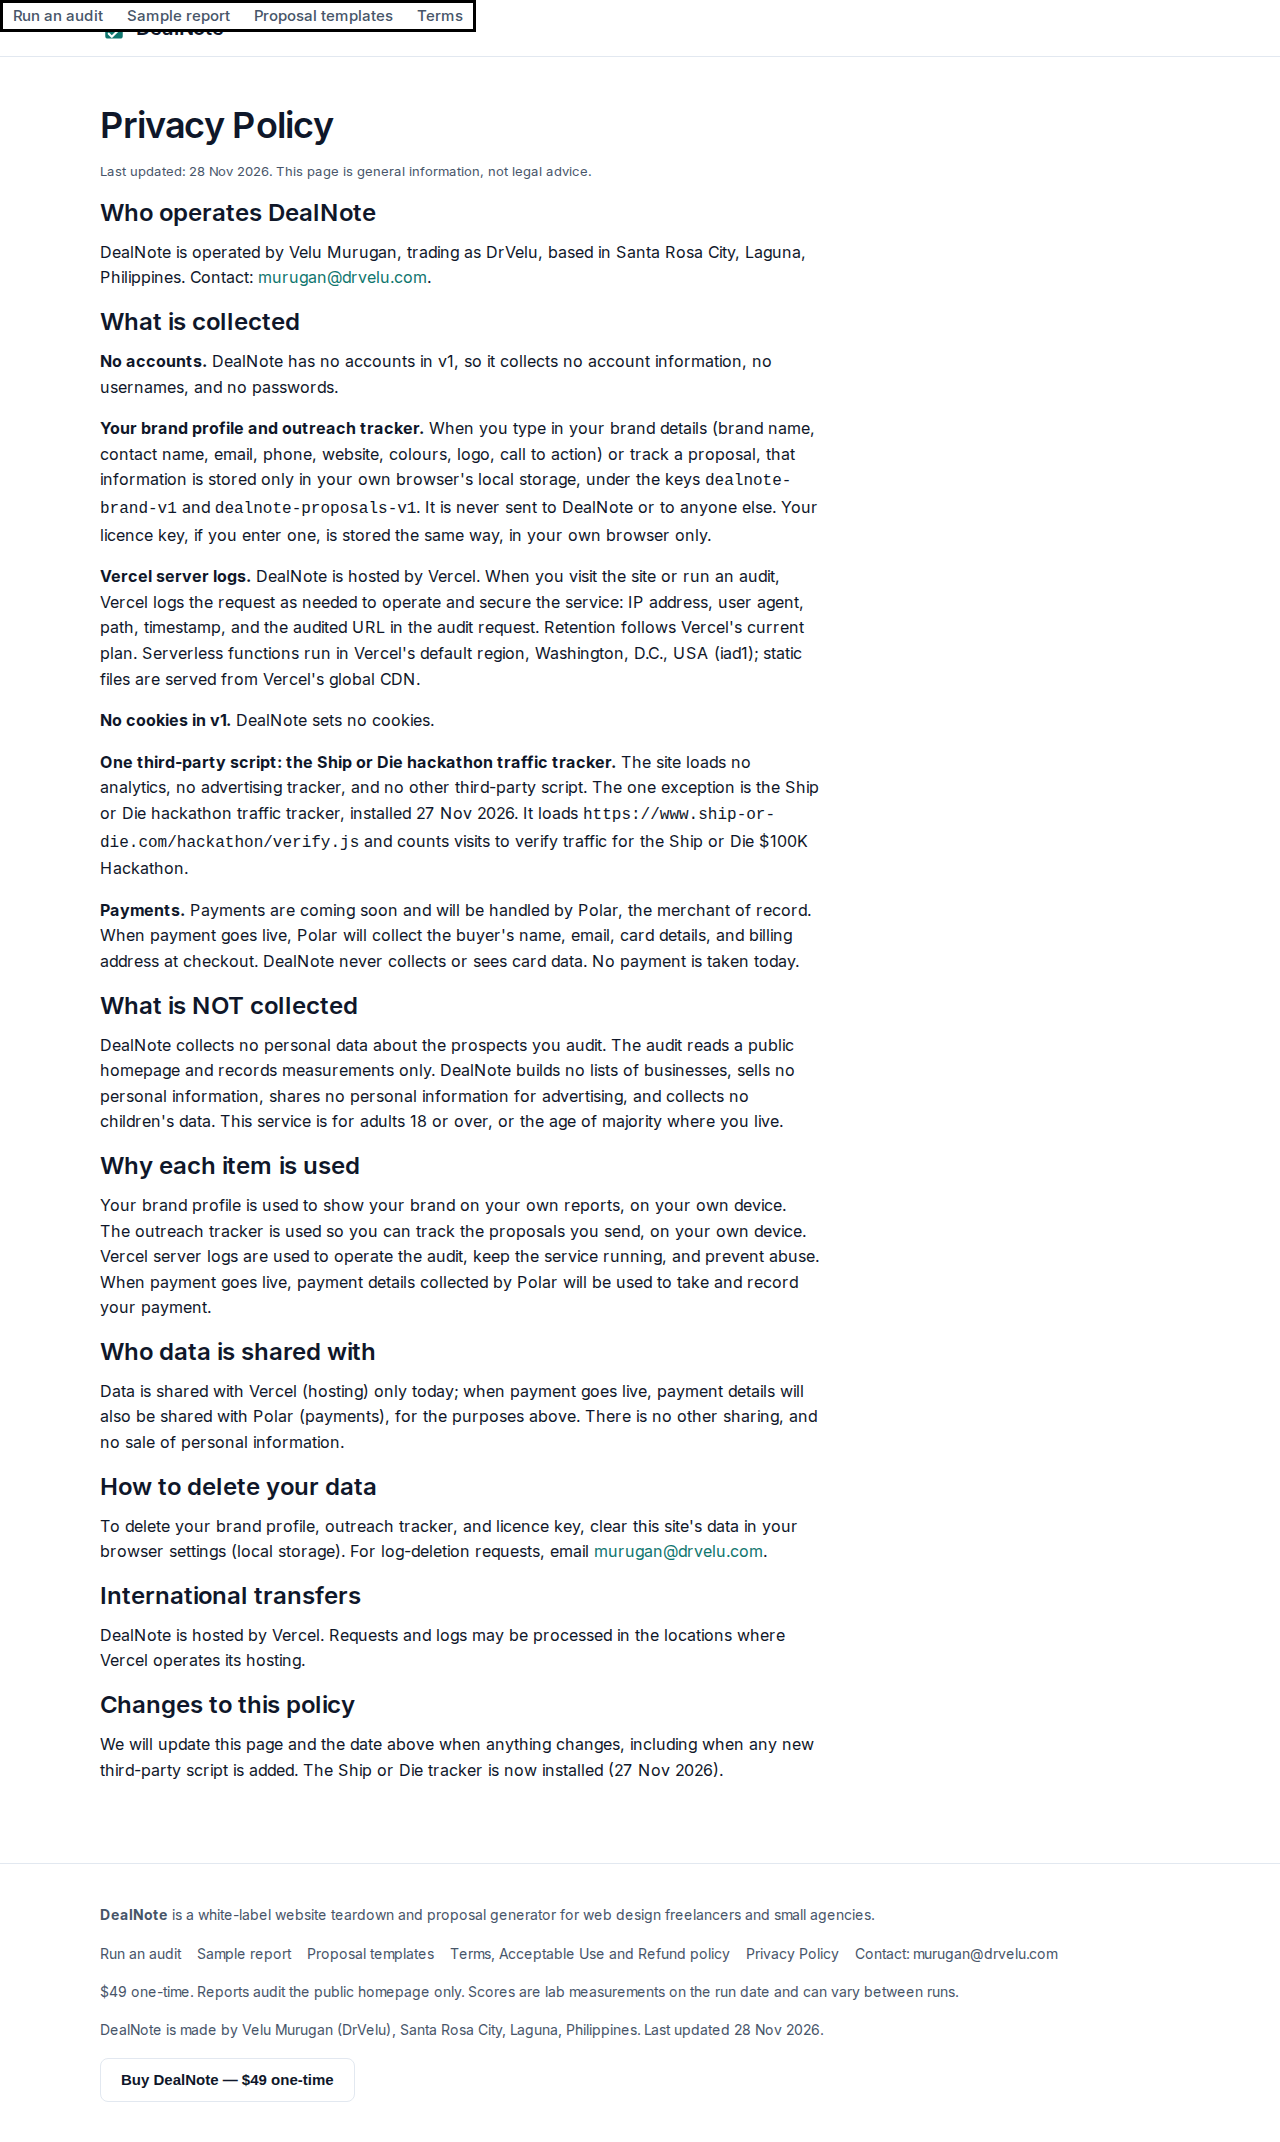 Run an audit Sample report Proposal templates Terms
DealNote
Privacy Policy
Last updated: 28 Nov 2026. This page is general information, not legal advice.
Who operates DealNote
DealNote is operated by Velu Murugan, trading as DrVelu, based in Santa Rosa City, Laguna,
Philippines. Contact: murugan@drvelu.com.
What is collected
No accounts. DealNote has no accounts in v1, so it collects no account information, no
usernames, and no passwords.
Your brand profile and outreach tracker. When you type in your brand details (brand name,
contact name, email, phone, website, colours, logo, call to action) or track a proposal, that
information is stored only in your own browser's local storage, under the keys dealnote-
brand-v1 and dealnote-proposals-v1. It is never sent to DealNote or to anyone else. Your
licence key, if you enter one, is stored the same way, in your own browser only.
Vercel server logs. DealNote is hosted by Vercel. When you visit the site or run an audit,
Vercel logs the request as needed to operate and secure the service: IP address, user agent,
path, timestamp, and the audited URL in the audit request. Retention follows Vercel's current
plan. Serverless functions run in Vercel's default region, Washington, D.C., USA (iad1); static
files are served from Vercel's global CDN.
No cookies in v1. DealNote sets no cookies.
One third-party script: the Ship or Die hackathon traffic tracker. The site loads no
analytics, no advertising tracker, and no other third-party script. The one exception is the Ship
or Die hackathon traffic tracker, installed 27 Nov 2026. It loads https://www.ship-or-
die.com/hackathon/verify.js and counts visits to verify traffic for the Ship or Die $100K
Hackathon.
Payments. Payments are coming soon and will be handled by Polar, the merchant of record.
When payment goes live, Polar will collect the buyer's name, email, card details, and billing
address at checkout. DealNote never collects or sees card data. No payment is taken today.
What is NOT collected
DealNote collects no personal data about the prospects you audit. The audit reads a public
homepage and records measurements only. DealNote builds no lists of businesses, sells no
personal information, shares no personal information for advertising, and collects no
children's data. This service is for adults 18 or over, or the age of majority where you live.
Why each item is used
Your brand profile is used to show your brand on your own reports, on your own device.
The outreach tracker is used so you can track the proposals you send, on your own device.
Vercel server logs are used to operate the audit, keep the service running, and prevent abuse.
When payment goes live, payment details collected by Polar will be used to take and record
your payment.
Who data is shared with
Data is shared with Vercel (hosting) only today; when payment goes live, payment details will
also be shared with Polar (payments), for the purposes above. There is no other sharing, and
no sale of personal information.
How to delete your data
To delete your brand profile, outreach tracker, and licence key, clear this site's data in your
browser settings (local storage). For log-deletion requests, email murugan@drvelu.com.
International transfers
DealNote is hosted by Vercel. Requests and logs may be processed in the locations where
Vercel operates its hosting.
Changes to this policy
We will update this page and the date above when anything changes, including when any new
third-party script is added. The Ship or Die tracker is now installed (27 Nov 2026).
DealNote is a white-label website teardown and proposal generator for web design freelancers and small agencies.
Run an audit Sample report Proposal templates Terms, Acceptable Use and Refund policy Privacy Policy Contact: murugan@drvelu.com
$49 one-time. Reports audit the public homepage only. Scores are lab measurements on the run date and can vary between runs.
DealNote is made by Velu Murugan (DrVelu), Santa Rosa City, Laguna, Philippines. Last updated 28 Nov 2026.
Buy DealNote — $49 one-time